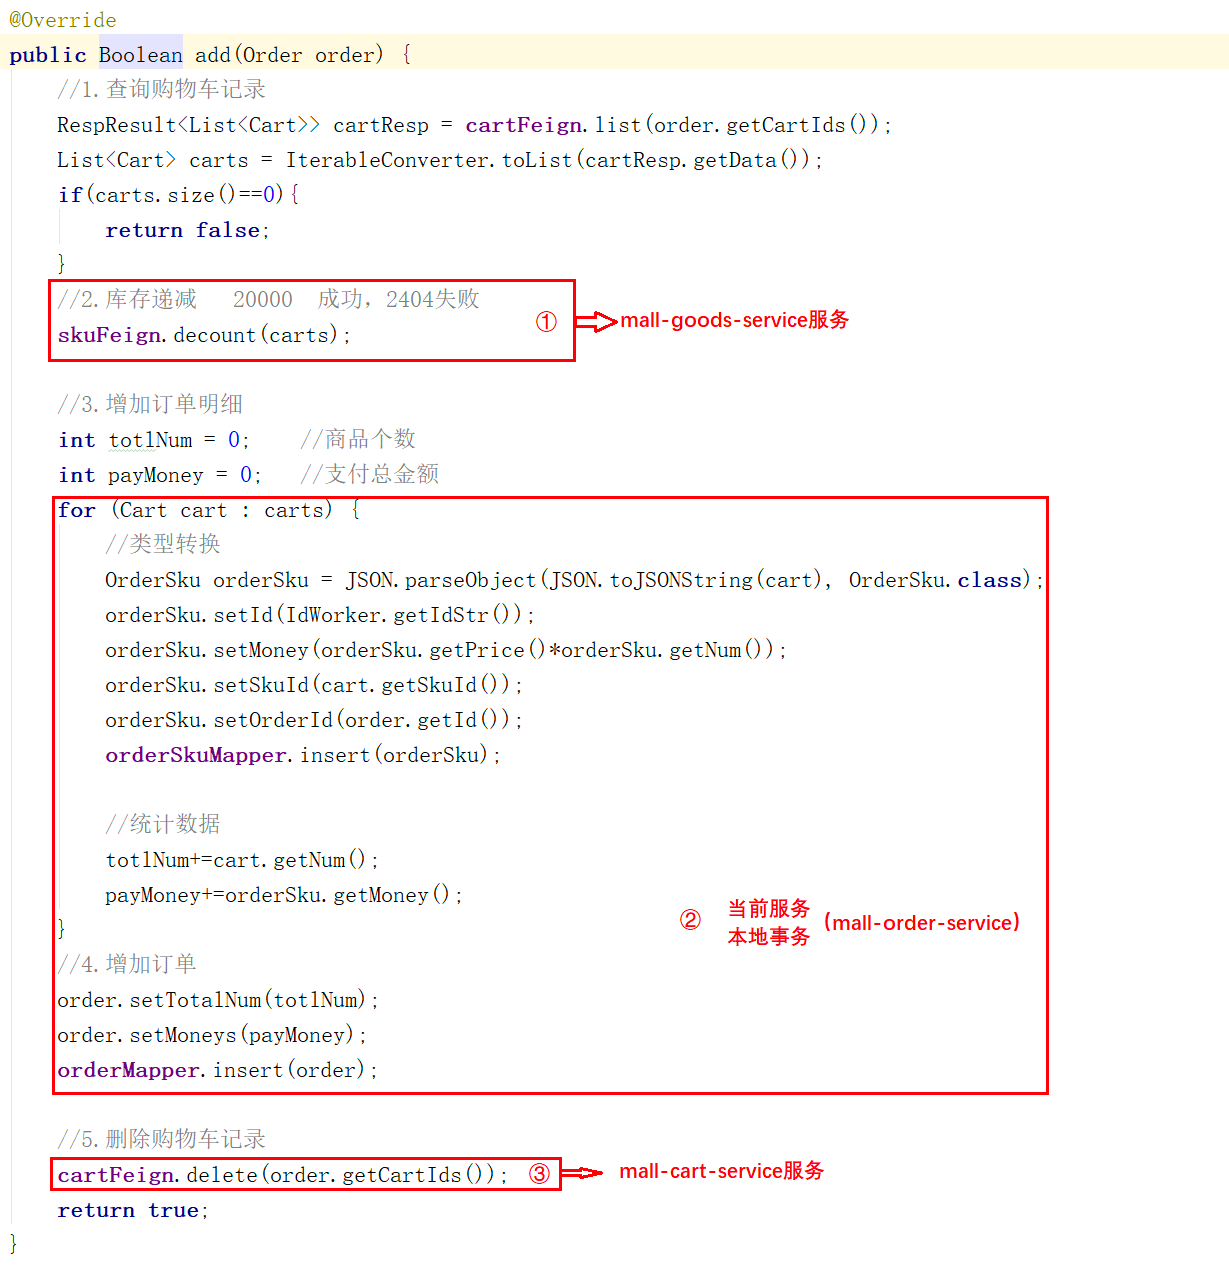 @Override
public Boolean add(Order order) {
//1.查询购物车记录
RespResult<List<Cart>> cartResp = cartFeign.list(order.getCartIds());
List<Cart> carts = IterableConverter.toList(cartResp.getData());
if(carts.size()==0){
return false;
}
//2.库存递减 20000 成功，2404失败
skuFeign.decount(carts);
① mall-goods-service服务
//3.增加订单明细
int totlNum = 0; //商品个数
int payMoney = 0; //支付总金额
for (Cart cart : carts) {
//类型转换
OrderSku orderSku = JSON.parseObject(JSON.toJSONString(cart), OrderSku.class);
orderSku.setId(IdWorker.getIdStr());
orderSku.setMoney(orderSku.getPrice()*orderSku.getNum());
orderSku.setSkuId(cart.getSkuId());
orderSku.setOrderId(order.getId());
orderSkuMapper.insert(orderSku);
//统计数据
totlNum+=cart.getNum();
payMoney+=orderSku.getMoney();
}
② 当前服务
本地事务
（mall-order-service）
//4.增加订单
order.setTotalNum(totlNum);
order.setMoneys(payMoney);
orderMapper.insert(order);
//5.删除购物车记录
cartFeign.delete(order.getCartIds()); ③ mall-cart-service服务
return true;
}